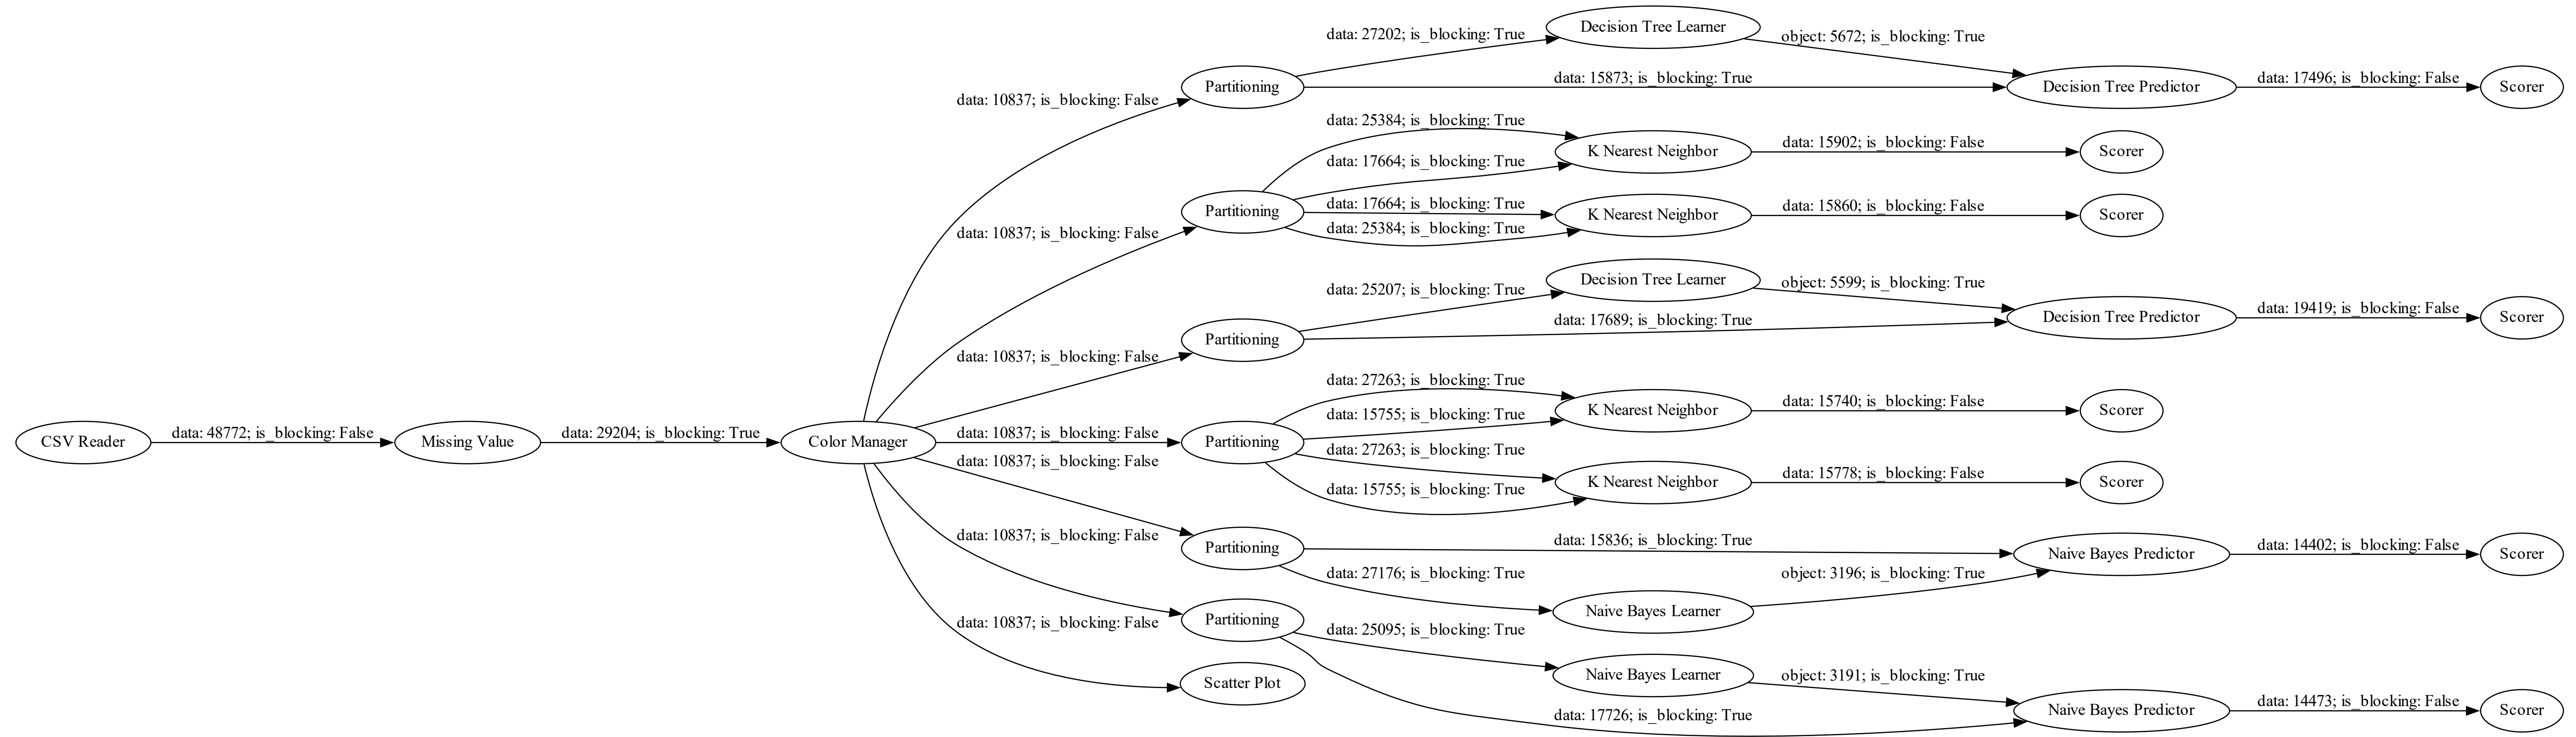 Decision Tree Learner
data: 27202; is_blocking: True
object: 5672; is_blocking: True
Partitioning
data: 15873; is_blocking: True
Decision Tree Predictor
data: 17496; is_blocking: False
Scorer
data: 10837; is_blocking: False
data: 25384; is_blocking: True
K Nearest Neighbor
data: 15902; is_blocking: False
Scorer
data: 17664; is_blocking: True
Partitioning
data: 17664; is_blocking: True
K Nearest Neighbor
data: 15860; is_blocking: False
Scorer
data: 25384; is_blocking: True
data: 10837; is_blocking: False
Decision Tree Learner
data: 25207; is_blocking: True
object: 5599; is_blocking: True
Partitioning
data: 17689; is_blocking: True
Decision Tree Predictor
data: 19419; is_blocking: False
Scorer
data: 10837; is_blocking: False
data: 27263; is_blocking: True
K Nearest Neighbor
data: 15740; is_blocking: False
Scorer
data: 15755; is_blocking: True
CSV Reader
data: 48772; is_blocking: False
Missing Value
data: 29204; is_blocking: True
Color Manager
data: 10837; is_blocking: False
Partitioning
data: 27263; is_blocking: True
data: 10837; is_blocking: False
K Nearest Neighbor
data: 15778; is_blocking: False
Scorer
data: 15755; is_blocking: True
data: 10837; is_blocking: False
Partitioning
data: 15836; is_blocking: True
Naive Bayes Predictor
data: 14402; is_blocking: False
Scorer
data: 27176; is_blocking: True
object: 3196; is_blocking: True
Naive Bayes Learner
data: 10837; is_blocking: False
Partitioning
data: 25095; is_blocking: True
Naive Bayes Learner
object: 3191; is_blocking: True
Scatter Plot
data: 17726; is_blocking: True
Naive Bayes Predictor
data: 14473; is_blocking: False
Scorer